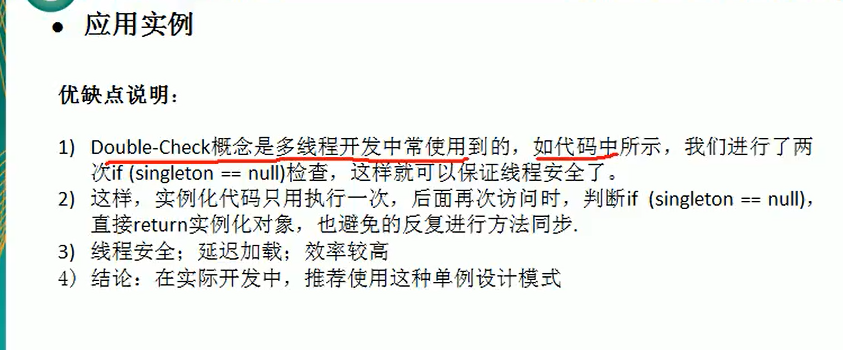 • 应用实例
优缺点说明：
1) Double-Check概念是多线程开发中常使用到的，如代码中所示，我们进行了两
次if (singleton == null)检查，这样就可以保证线程安全了。
2) 这样，实例化代码只用执行一次，后面再次访问时，判断if (singleton == null)，
直接return实例化对象，也避免的反复进行方法同步.
3) 线程安全；延迟加载；效率较高
4) 结论：在实际开发中，推荐使用这种单例设计模式